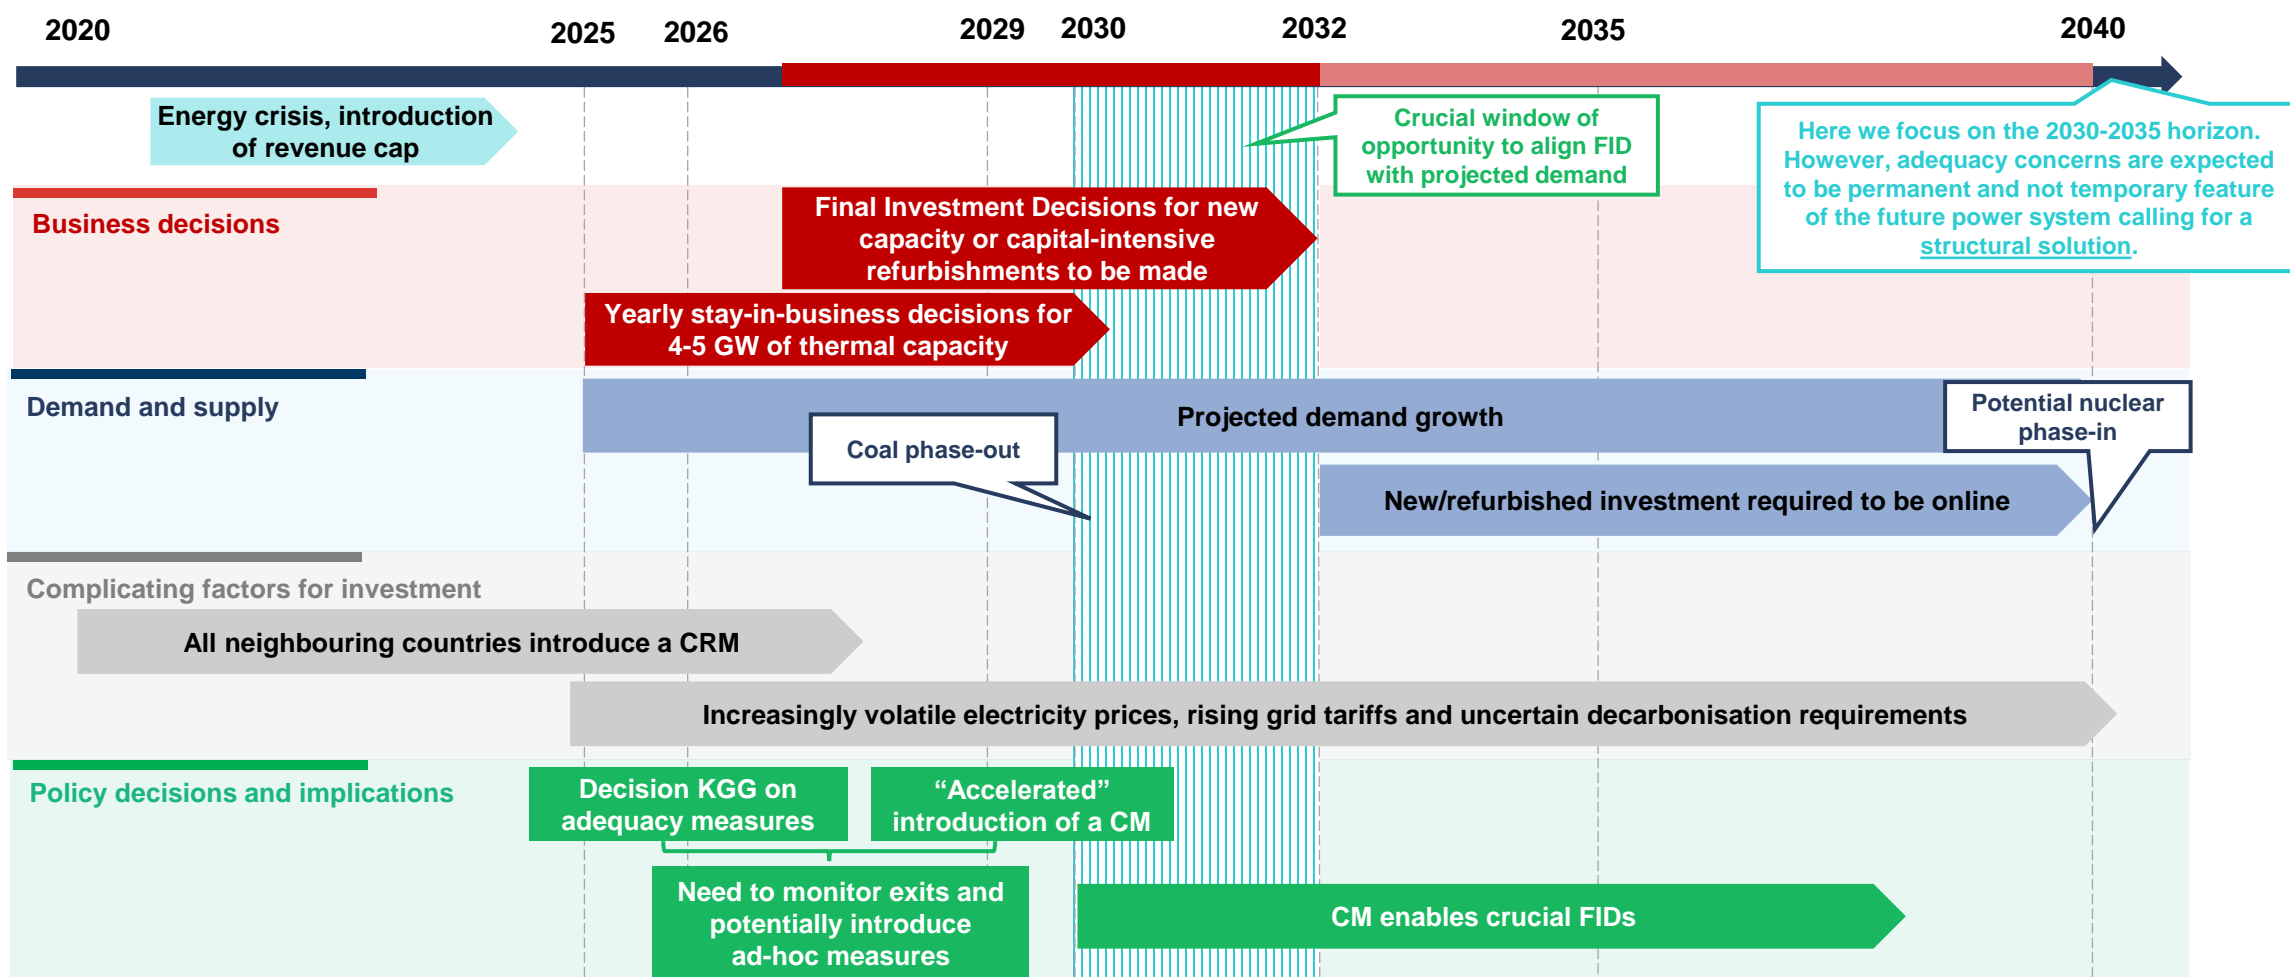 2020
2025
2026
2029
2030
2032
2035
2040
Energy crisis, introduction
of revenue cap
Crucial window of
opportunity to align FID
with projected demand
Here we focus on the 2030-2035 horizon.
However, adequacy concerns are expected
to be permanent and not temporary feature
of the future power system calling for a
structural solution.
Business decisions
Final Investment Decisions for new
capacity or capital-intensive
refurbishments to be made
Yearly stay-in-business decisions for
4-5 GW of thermal capacity
Demand and supply
Projected demand growth
Potential nuclear
phase-in
Coal phase-out
New/refurbished investment required to be online
Complicating factors for investment
All neighbouring countries introduce a CRM
Increasingly volatile electricity prices, rising grid tariffs and uncertain decarbonisation requirements
Policy decisions and implications
Decision KGG on
adequacy measures
“Accelerated”
introduction of a CM
Need to monitor exits and
potentially introduce
ad-hoc measures
CM enables crucial FIDs